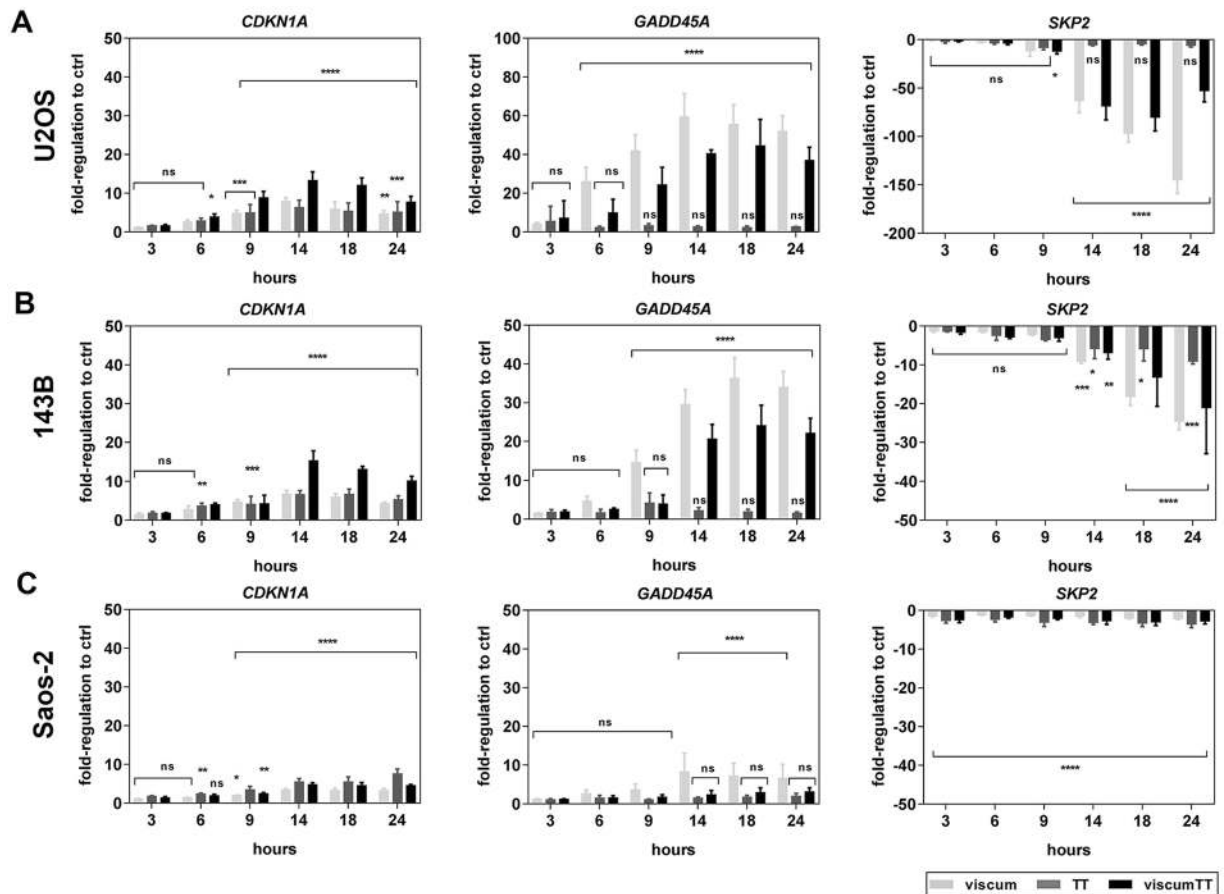 A
U2OS
CDKN1A
fold-regulation to ctrl
50
40
30
20
10
0
ns
*
***
****
**
***
3 6 9 14 18 24
hours
GADD45A
fold-regulation to ctrl
100
80
60
40
20
0
ns
ns
****
ns ns ns ns
3 6 9 14 18 24
hours
SKP2
fold-regulation to ctrl
0
-50
-100
-150
-200
ns
*
ns ns ns
****
3 6 9 14 18 24
hours
B
143B
CDKN1A
fold-regulation to ctrl
50
40
30
20
10
0
ns
**
***
****
3 6 9 14 18 24
hours
GADD45A
fold-regulation to ctrl
50
40
30
20
10
0
ns
ns
****
ns ns ns
3 6 9 14 18 24
hours
SKP2
fold-regulation to ctrl
0
-10
-20
-30
-40
-50
ns
*** * ** *
***
****
3 6 9 14 18 24
hours
C
Saos-2
CDKN1A
fold-regulation to ctrl
50
40
30
20
10
0
ns
**
ns
*
**
****
3 6 9 14 18 24
hours
GADD45A
fold-regulation to ctrl
50
40
30
20
10
0
ns
****
ns ns ns
3 6 9 14 18 24
hours
SKP2
fold-regulation to ctrl
0
-10
-20
-30
-40
-50
****
3 6 9 14 18 24
hours
viscum TT viscumTT